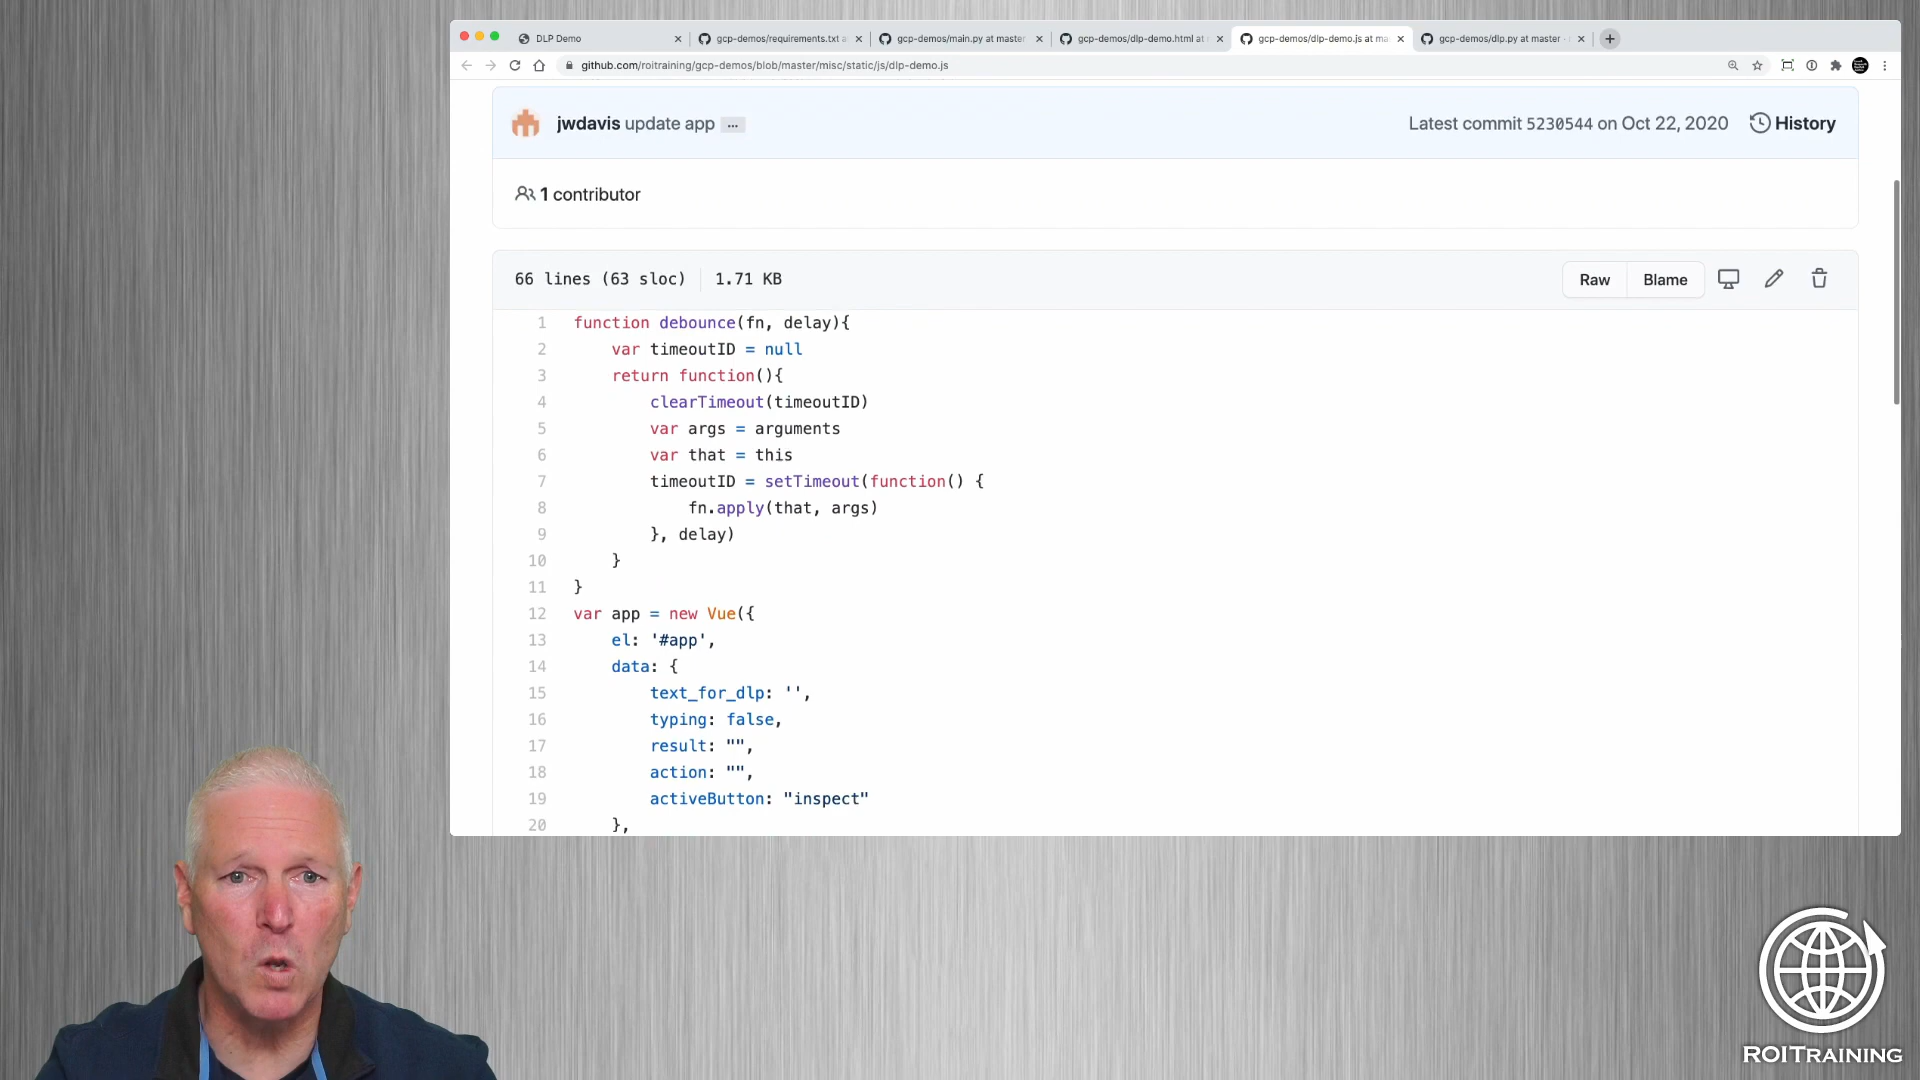 DLP Demo
gcp-demos/requirements.txt a
gcp-demos/main.py at master
gcp-demos/dlp-demo.html at
gcp-demos/dlp-demo.js at ma
gcp-demos/dlp.py at master
github.com/roitraining/gcp-demos/blob/master/misc/static/js/dlp-demo.js
jwdavis update app ...
Latest commit 5230544 on Oct 22, 2020
History
1 contributor
66 lines (63 sloc)
1.71 KB
Raw
Blame
1 function debounce(fn, delay){
2 var timeoutID = null
3 return function(){
4 clearTimeout(timeoutID)
5 var args = arguments
6 var that = this
7 timeoutID = setTimeout(function() {
8 fn.apply(that, args)
9 }, delay)
10 }
11 }
12 var app = new Vue({
13 el: '#app',
14 data: {
15 text_for_dlp: '',
16 typing: false,
17 result: "",
18 action: "",
19 activeButton: "inspect"
20 },
ROITRAINING